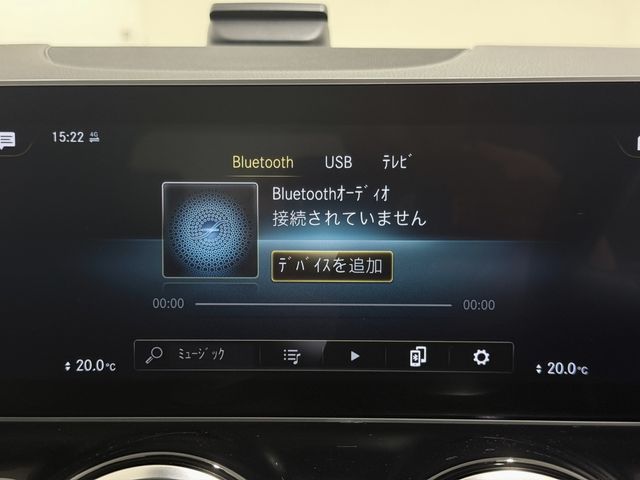 15:22 4G
Bluetooth USB ﾃﾚﾋﾞ
Bluetoothｵｰﾃﾞｨｵ
接続されていません
ﾃﾞﾊﾞｲｽを追加
00:00 00:00
ﾐｭｰｼﾞｯｸ
20.0℃ 20.0℃